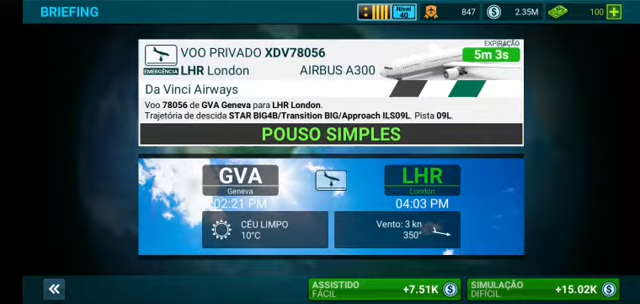 BRIEFING
Nível 40
847
2.35M
100
VOO PRIVADO XDV78056
EXPIRAÇÃO
5m 3s
EMERGÊNCIA
LHR London
AIRBUS A300
Da Vinci Airways
Voo 78056 de GVA Geneva para LHR London.
Trajetória de descida STAR BIG4B/Transition BIG/Approach ILS09L. Pista 09L.
POUSO SIMPLES
GVA
Geneva
02:21 PM
LHR
London
04:03 PM
CÉU LIMPO
10°C
Vento: 3 kn
350°
ASSISTIDO
FÁCIL
+7.51K
SIMULAÇÃO
DIFÍCIL
+15.02K